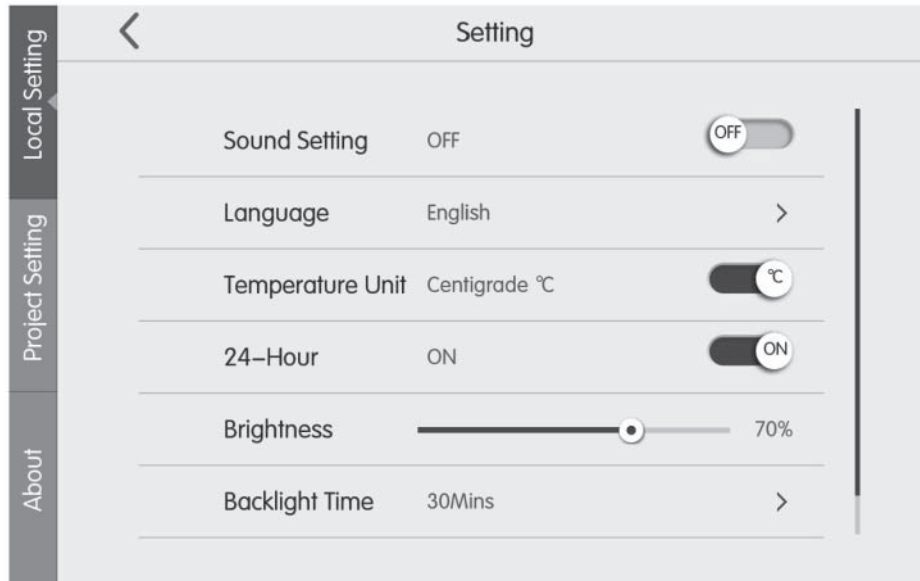 Setting
Local Setting
Project Setting
About
Sound Setting OFF OFF
Language English >
Temperature Unit Centigrade ℃ ℃
24-Hour ON ON
Brightness 70%
Backlight Time 30Mins >